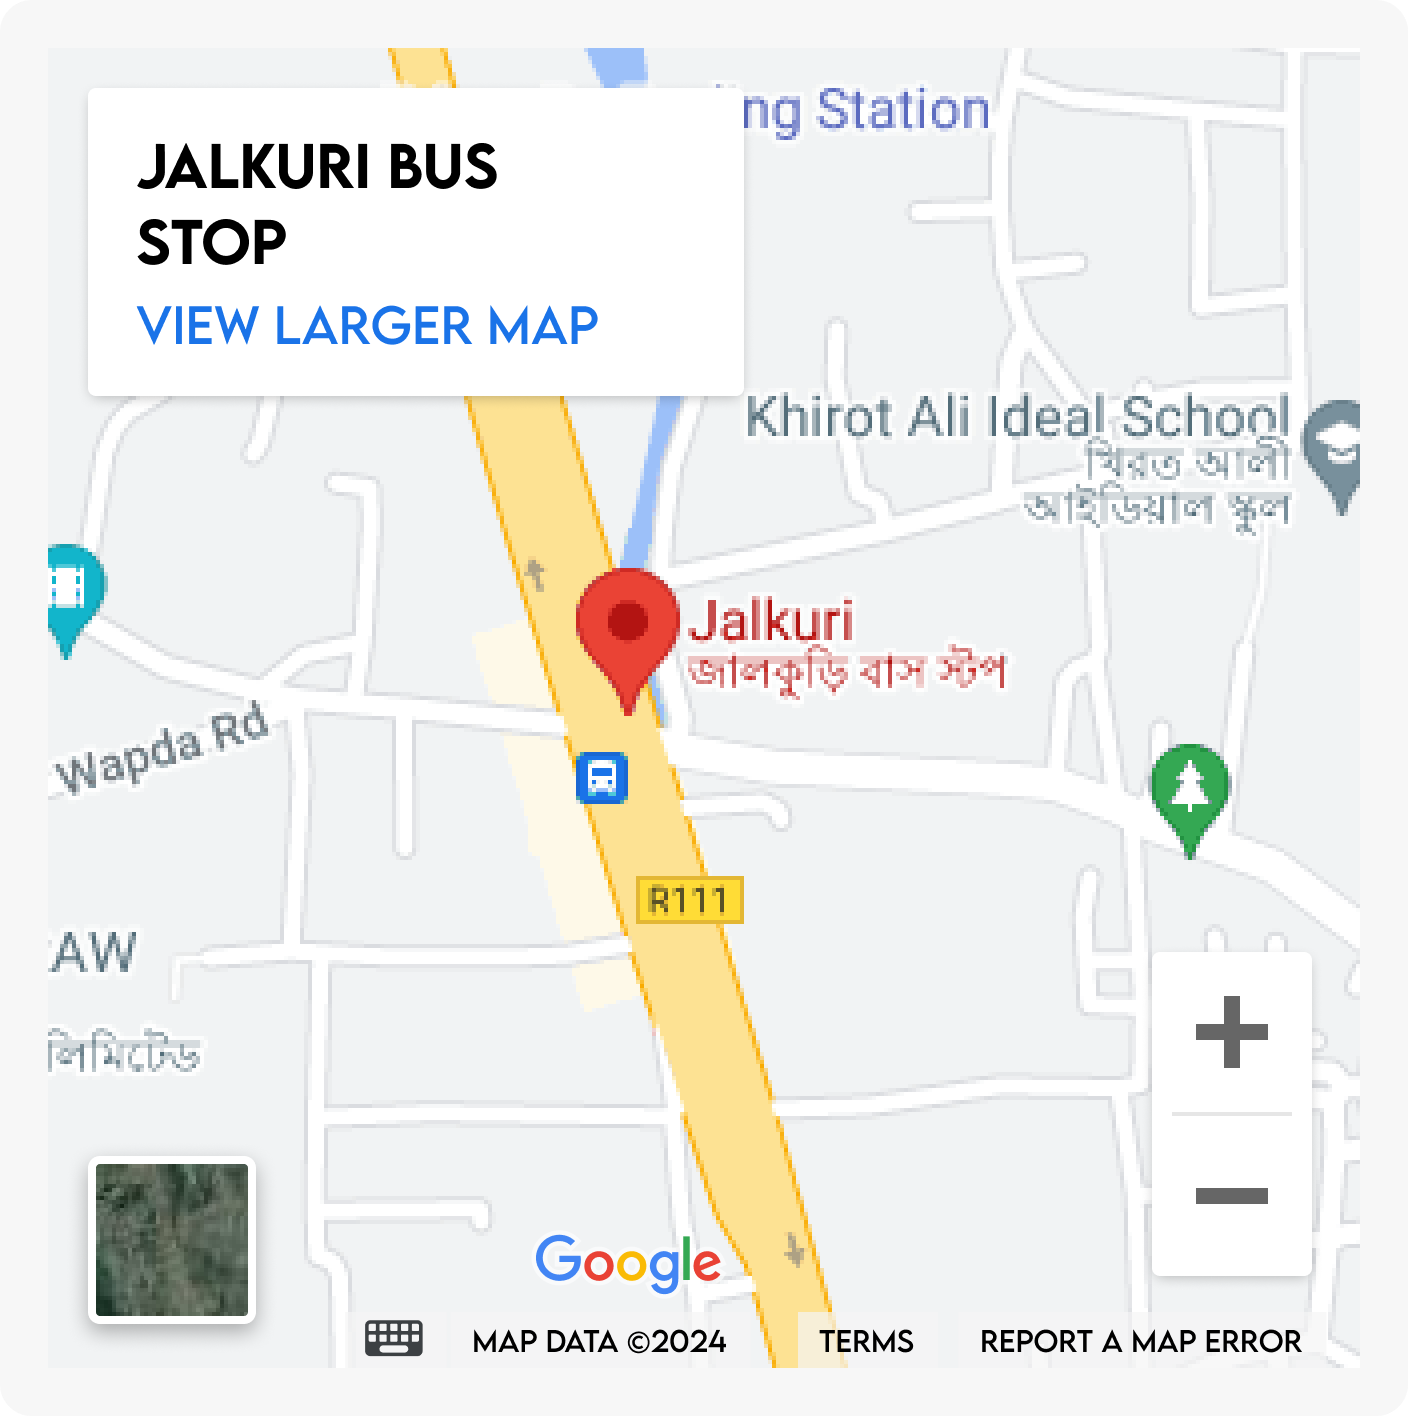 ng Station
JALKURI BUS
STOP
VIEW LARGER MAP
Khirot Ali Ideal School
খিরত আলী
আইডিয়াল স্কুল
Jalkuri
জালকুড়ি বাস স্টপ
Wapda Rd
R111
AW
লিমিটেড
Google
MAP DATA ©2024
TERMS
REPORT A MAP ERROR